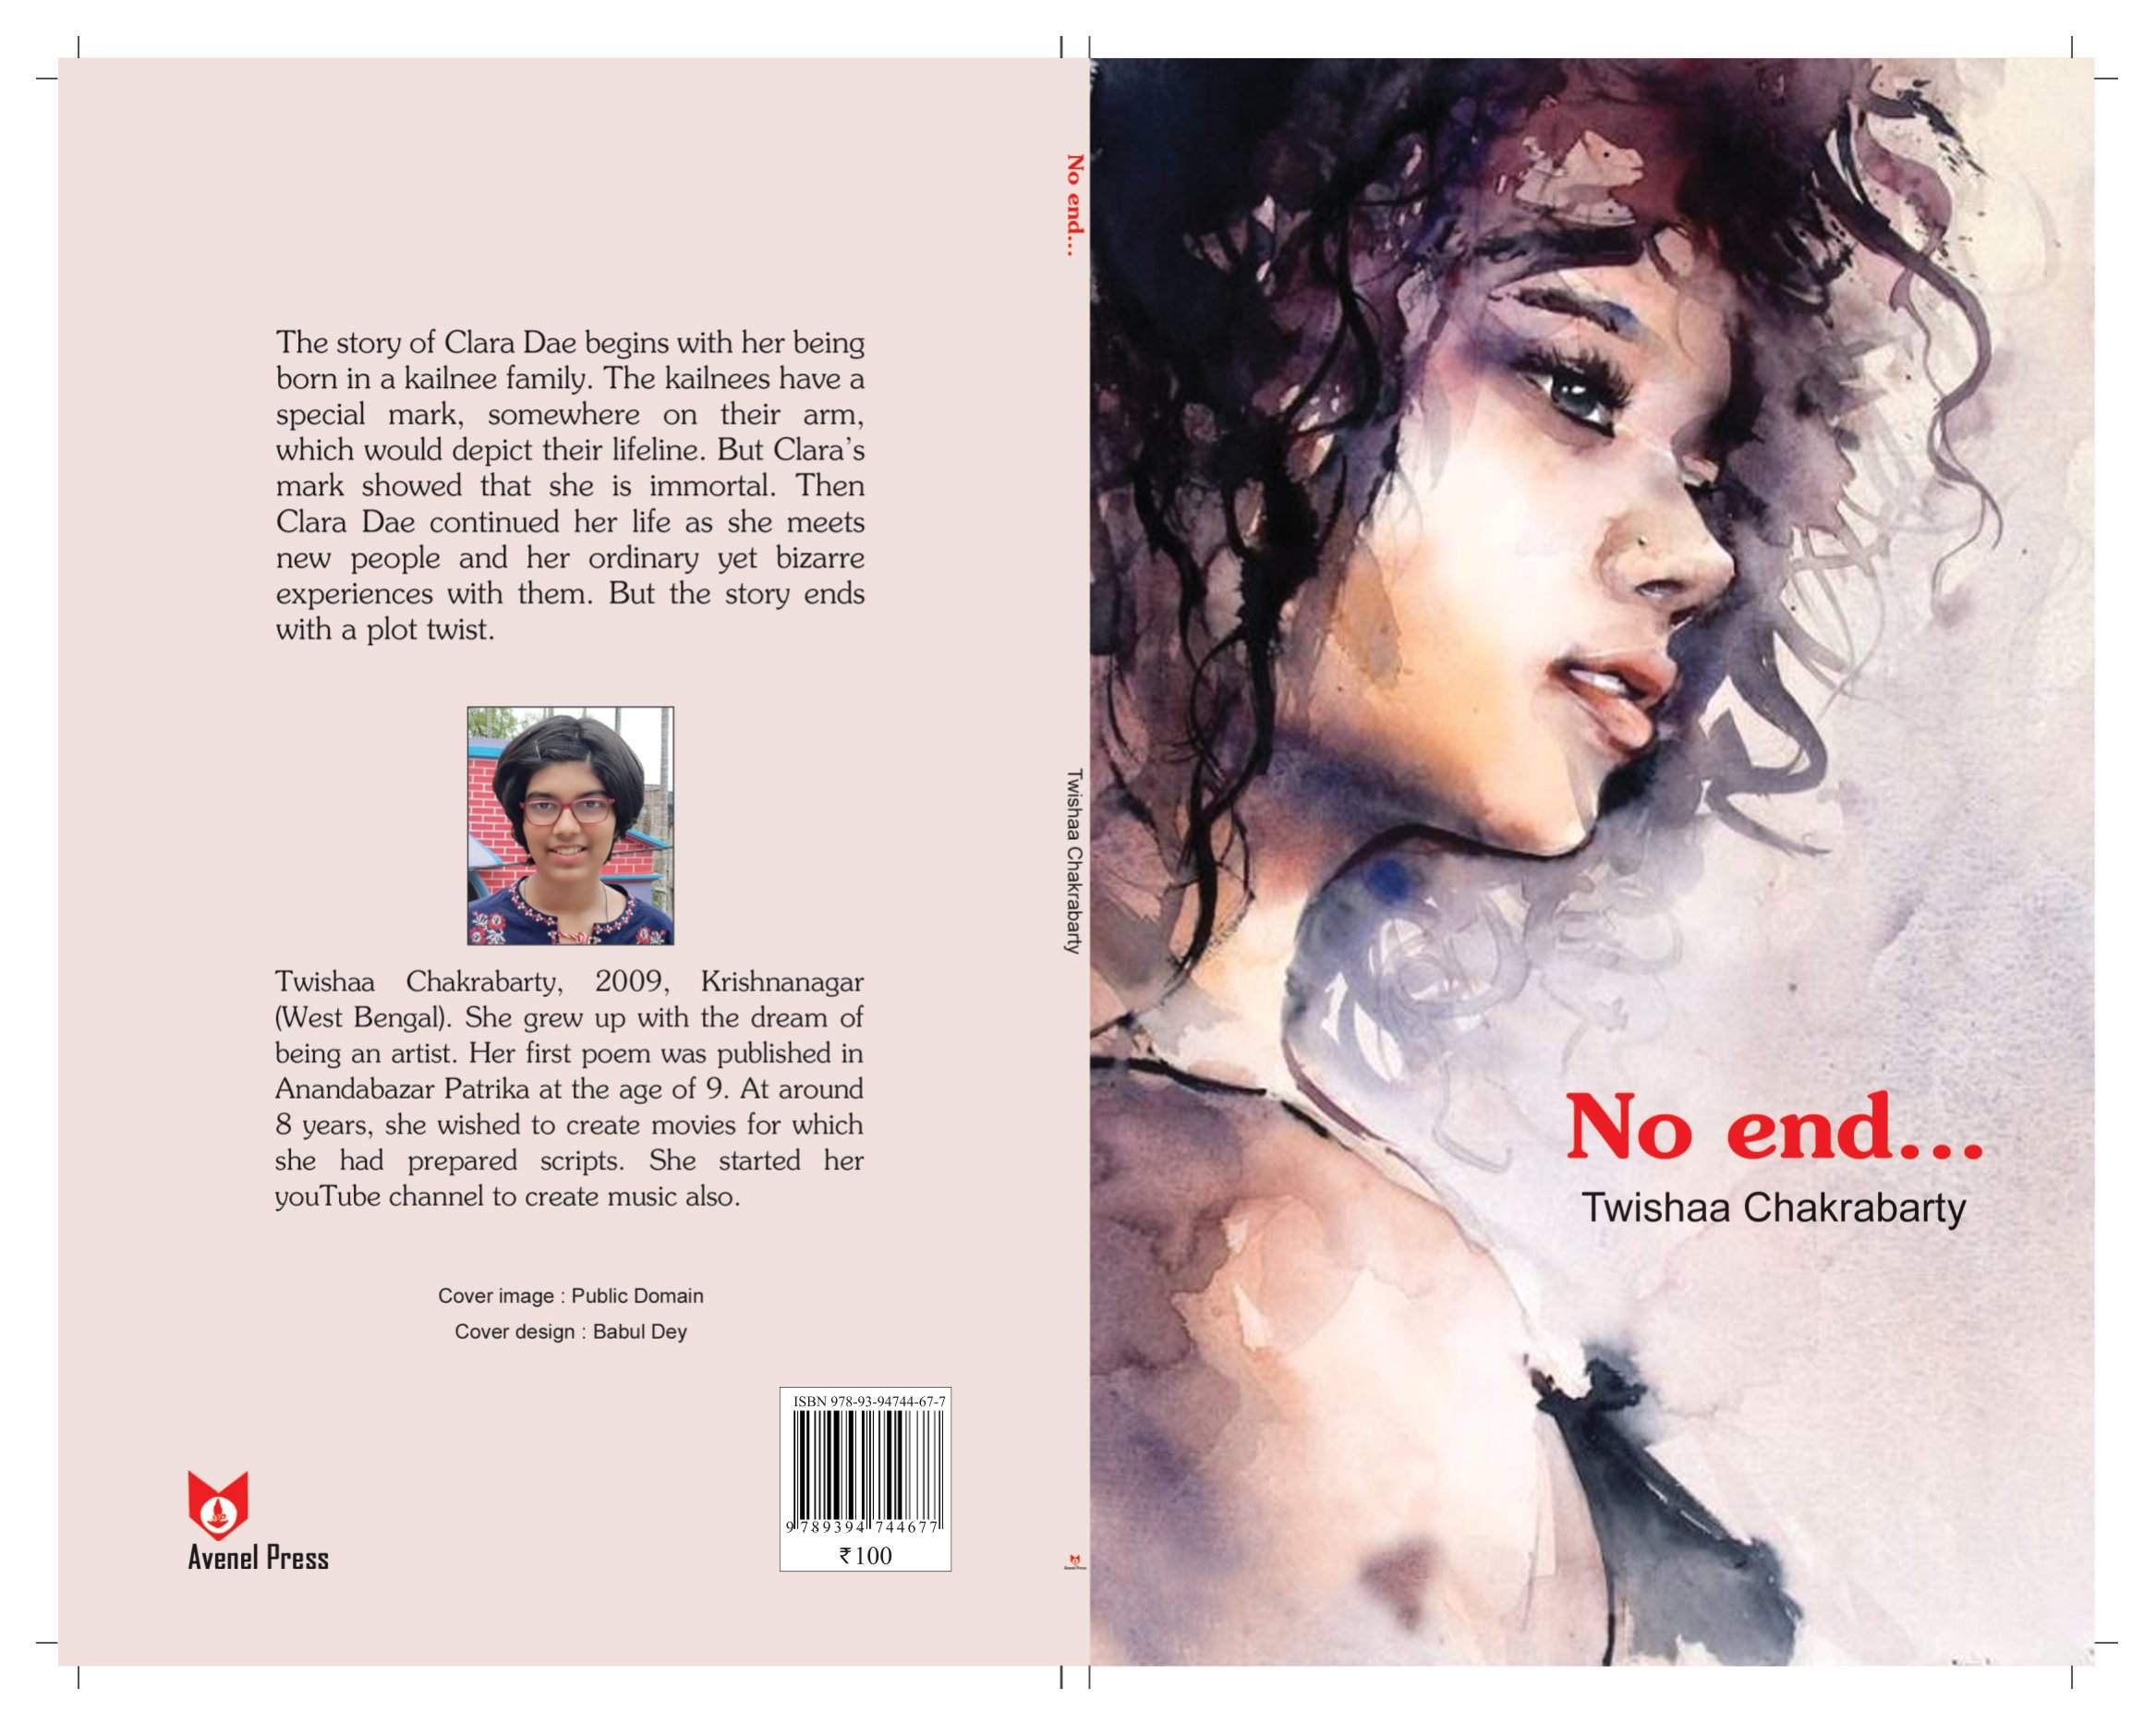 The story of Clara Dae begins with her being
born in a kailnee family. The kailnees have a
special mark, somewhere on their arm,
which would depict their lifeline. But Clara's
mark showed that she is immortal. Then
Clara Dae continued her life as she meets
new people and her ordinary yet bizarre
experiences with them. But the story ends
with a plot twist.
Twishaa Chakrabarty, 2009, Krishnanagar
(West Bengal). She grew up with the dream of
being an artist. Her first poem was published in
Anandabazar Patrika at the age of 9. At around
8 years, she wished to create movies for which
she had prepared scripts. She started her
youTube channel to create music also.
Cover image : Public Domain
Cover design : Babul Dey
Avenel Press
ISBN 978-93-94744-67-7
9 789394 744677
₹100
No end...
Twishaa Chakrabarty
Avenel Press
No end...
Twishaa Chakrabarty